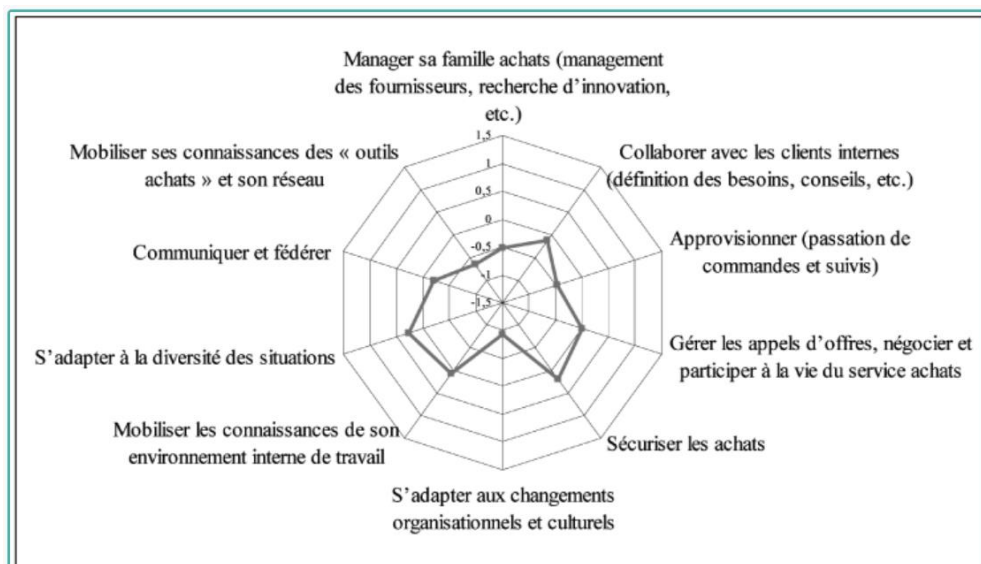 Manager sa famille achats (management
des fournisseurs, recherche d’innovation,
etc.)
Mobiliser ses connaissances des « outils
achats » et son réseau
Collaborer avec les clients internes
(définition des besoins, conseils, etc.)
Communiquer et fédérer
Approvisionner (passation de
commandes et suivis)
S’adapter à la diversité des situations
Gérer les appels d’offres, négocier et
participer à la vie du service achats
Mobiliser les connaissances de son
environnement interne de travail
Sécuriser les achats
S’adapter aux changements
organisationnels et culturels
1,5
1
0,5
0
-0,5
-1
-1,5